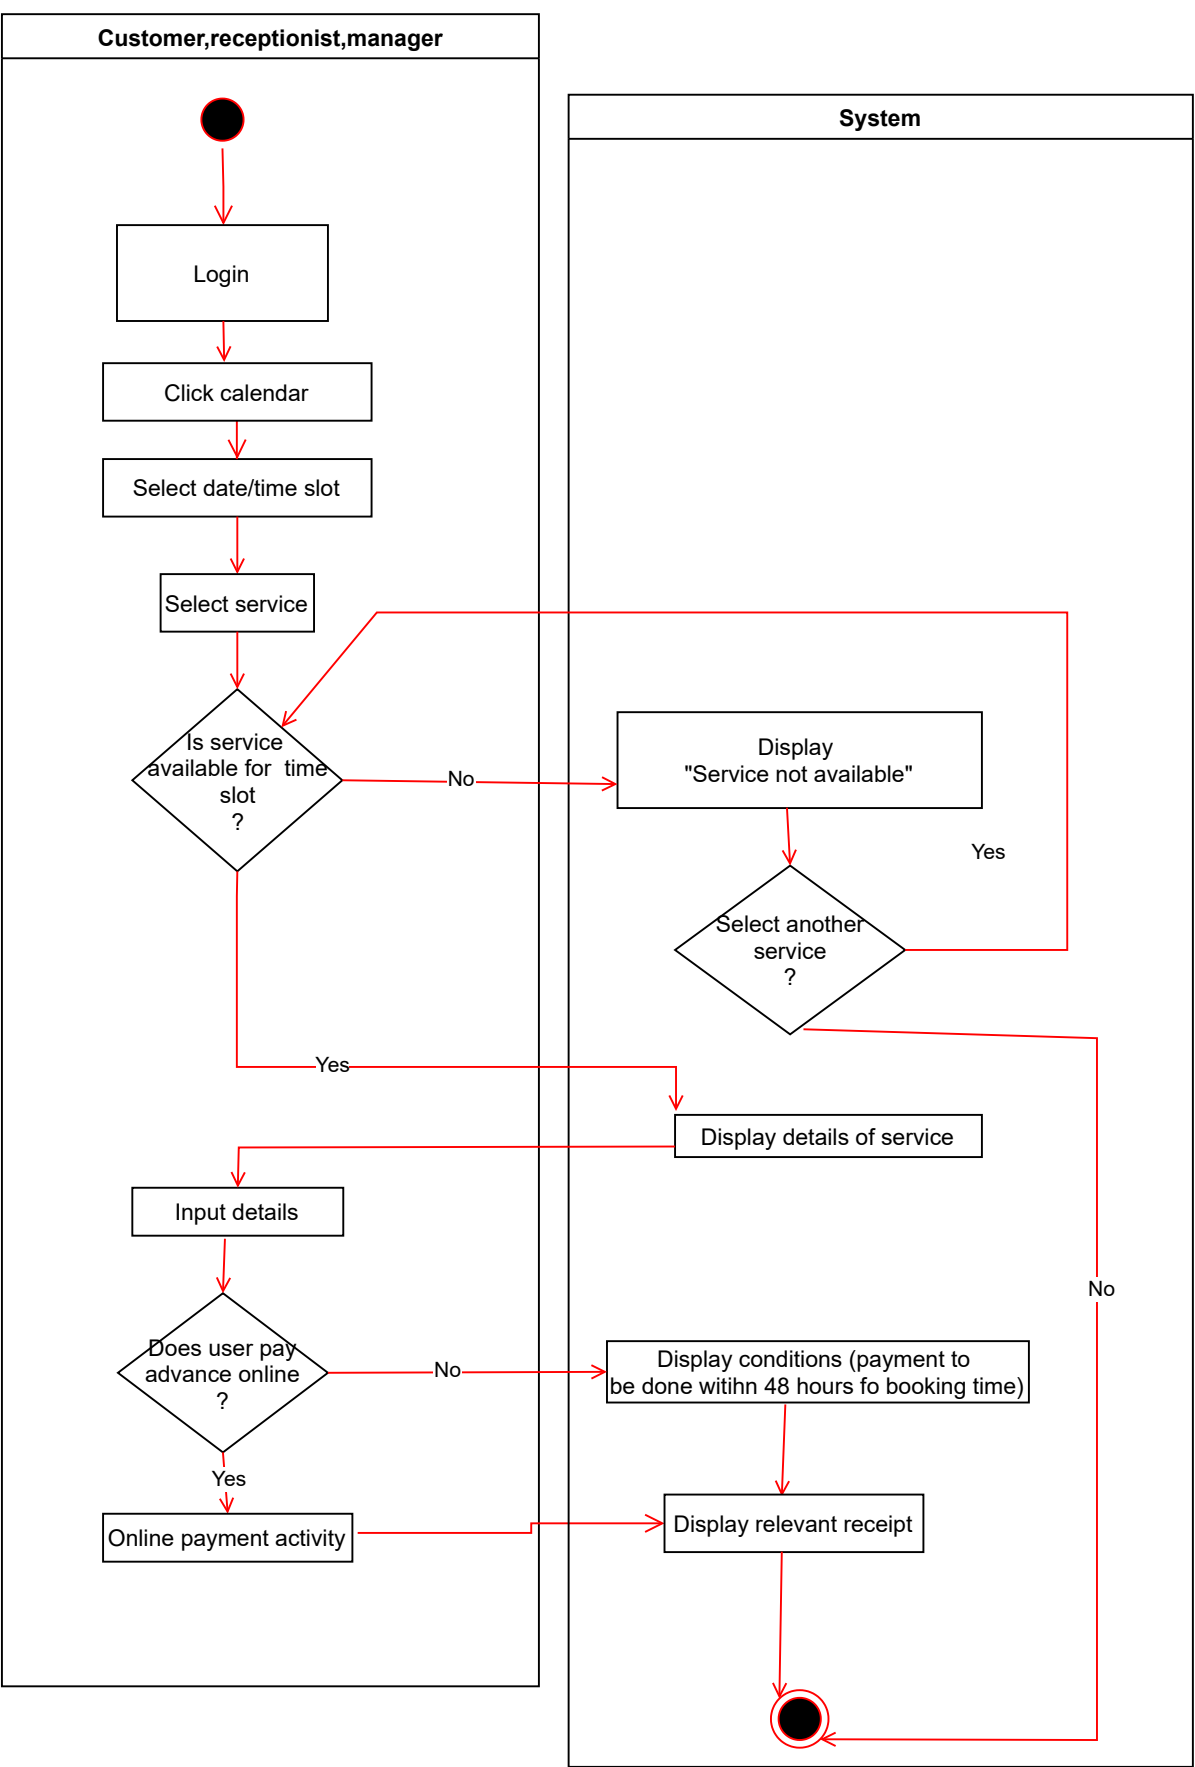 Customer,receptionist,manager
System
Login
Click calendar
Select date/time slot
Select service
Is service
available for  time
slot
?
No
Display
"Service not available"
Yes
Select another
service
?
Yes
Display details of service
Input details
No
Does user pay
advance online
?
No
Display conditions (payment to
be done witihn 48 hours fo booking time)
Yes
Online payment activity
Display relevant receipt